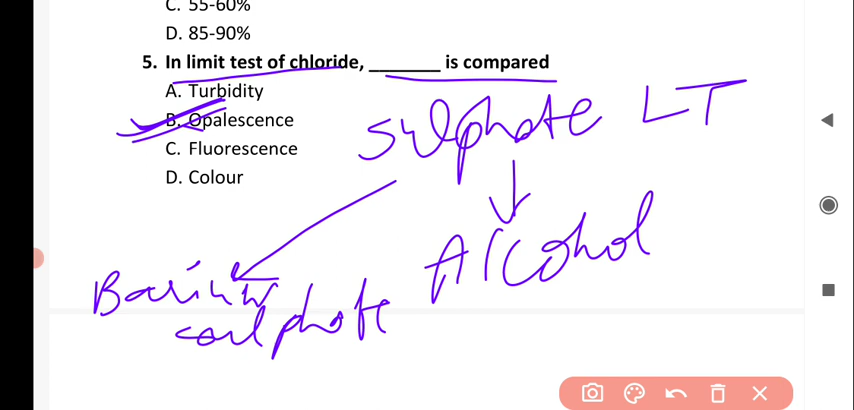 C. 55-60%
D. 85-90%
5. In limit test of chloride, _______ is compared
A. Turbidity
B. Opalescence
C. Fluorescence
D. Colour
Sulphate LT
Alcohol
Barium
sulphate